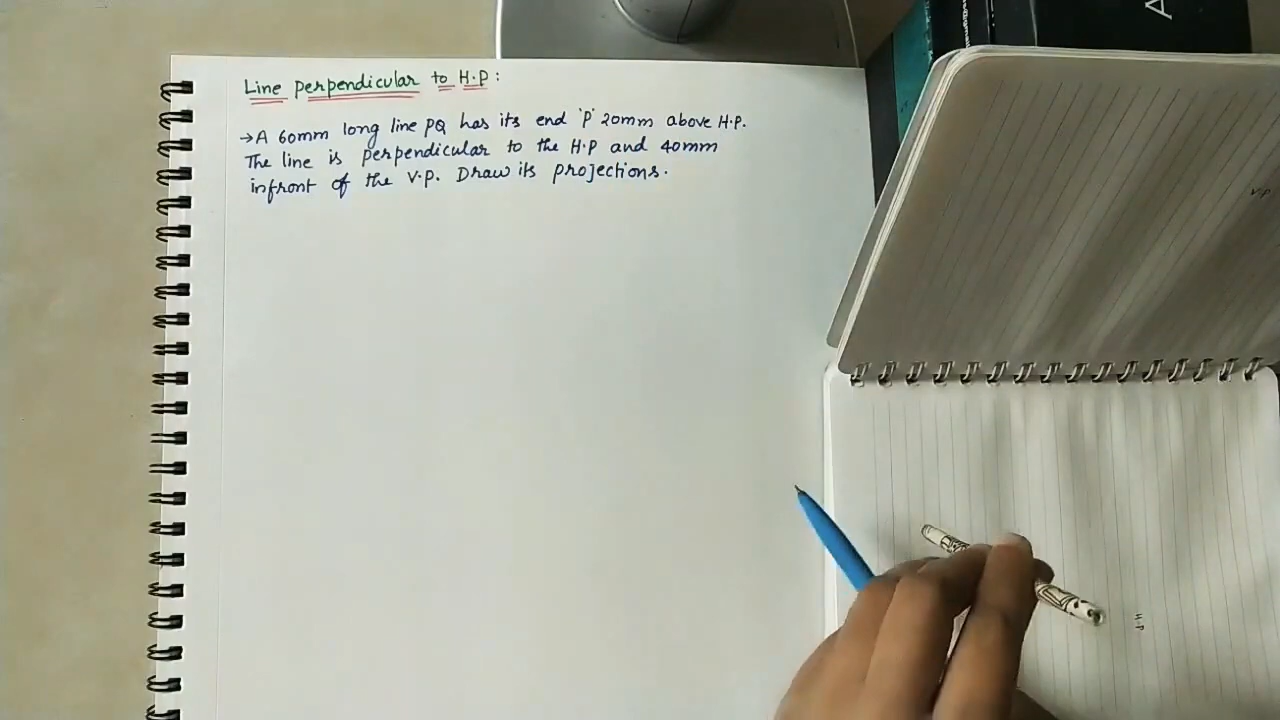 Line perpendicular to H.P :
→ A 60mm long line PQ has its end 'P' 20mm above H.P.
The line is perpendicular to the H.P and 40mm
infront of the V.P. Draw its projections.
A
V.P
H.P